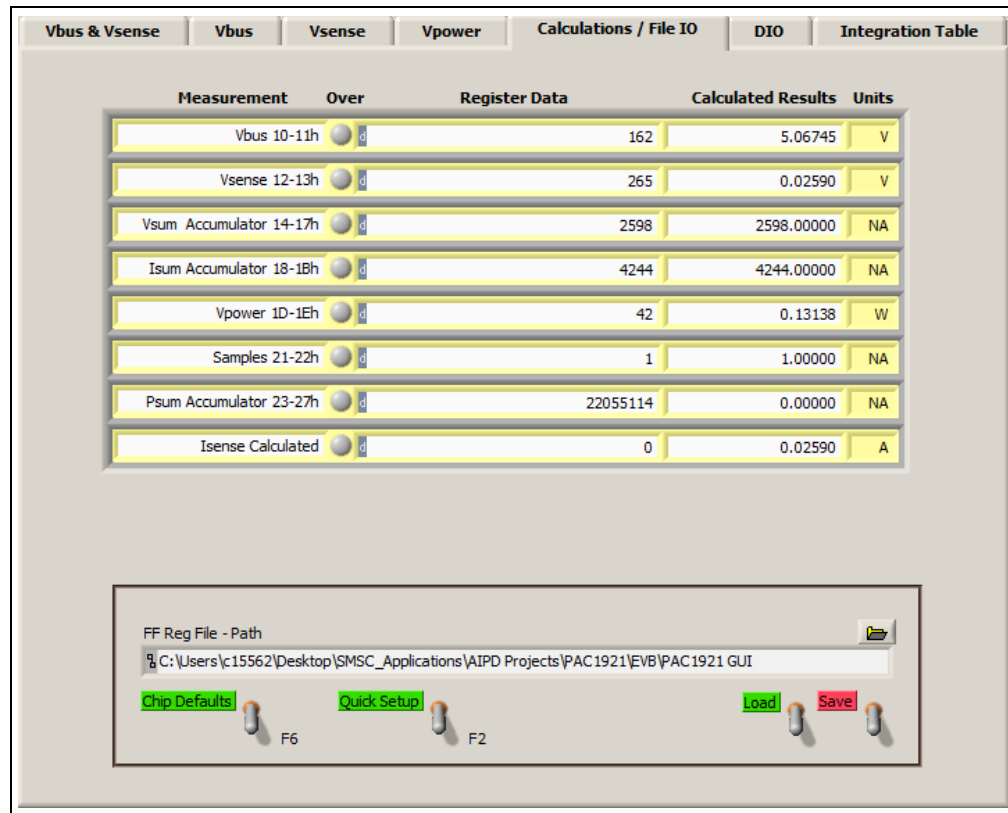 Vbus & Vsense Vbus Vsense Vpower Calculations / File IO DIO Integration Table
Measurement Over Register Data Calculated Results Units
Vbus 10-11h d 162 5.06745 V
Vsense 12-13h d 265 0.02590 V
Vsum Accumulator 14-17h d 2598 2598.00000 NA
Isum Accumulator 18-1Bh d 4244 4244.00000 NA
Vpower 1D-1Eh d 42 0.13138 W
Samples 21-22h d 1 1.00000 NA
Psum Accumulator 23-27h d 22055114 0.00000 NA
Isense Calculated d 0 0.02590 A
FF Reg File - Path
C:\Users\c15562\Desktop\SMSC_Applications\AIPD Projects\PAC1921\EVB\PAC1921 GUI
Chip Defaults F6 Quick Setup F2 Load Save